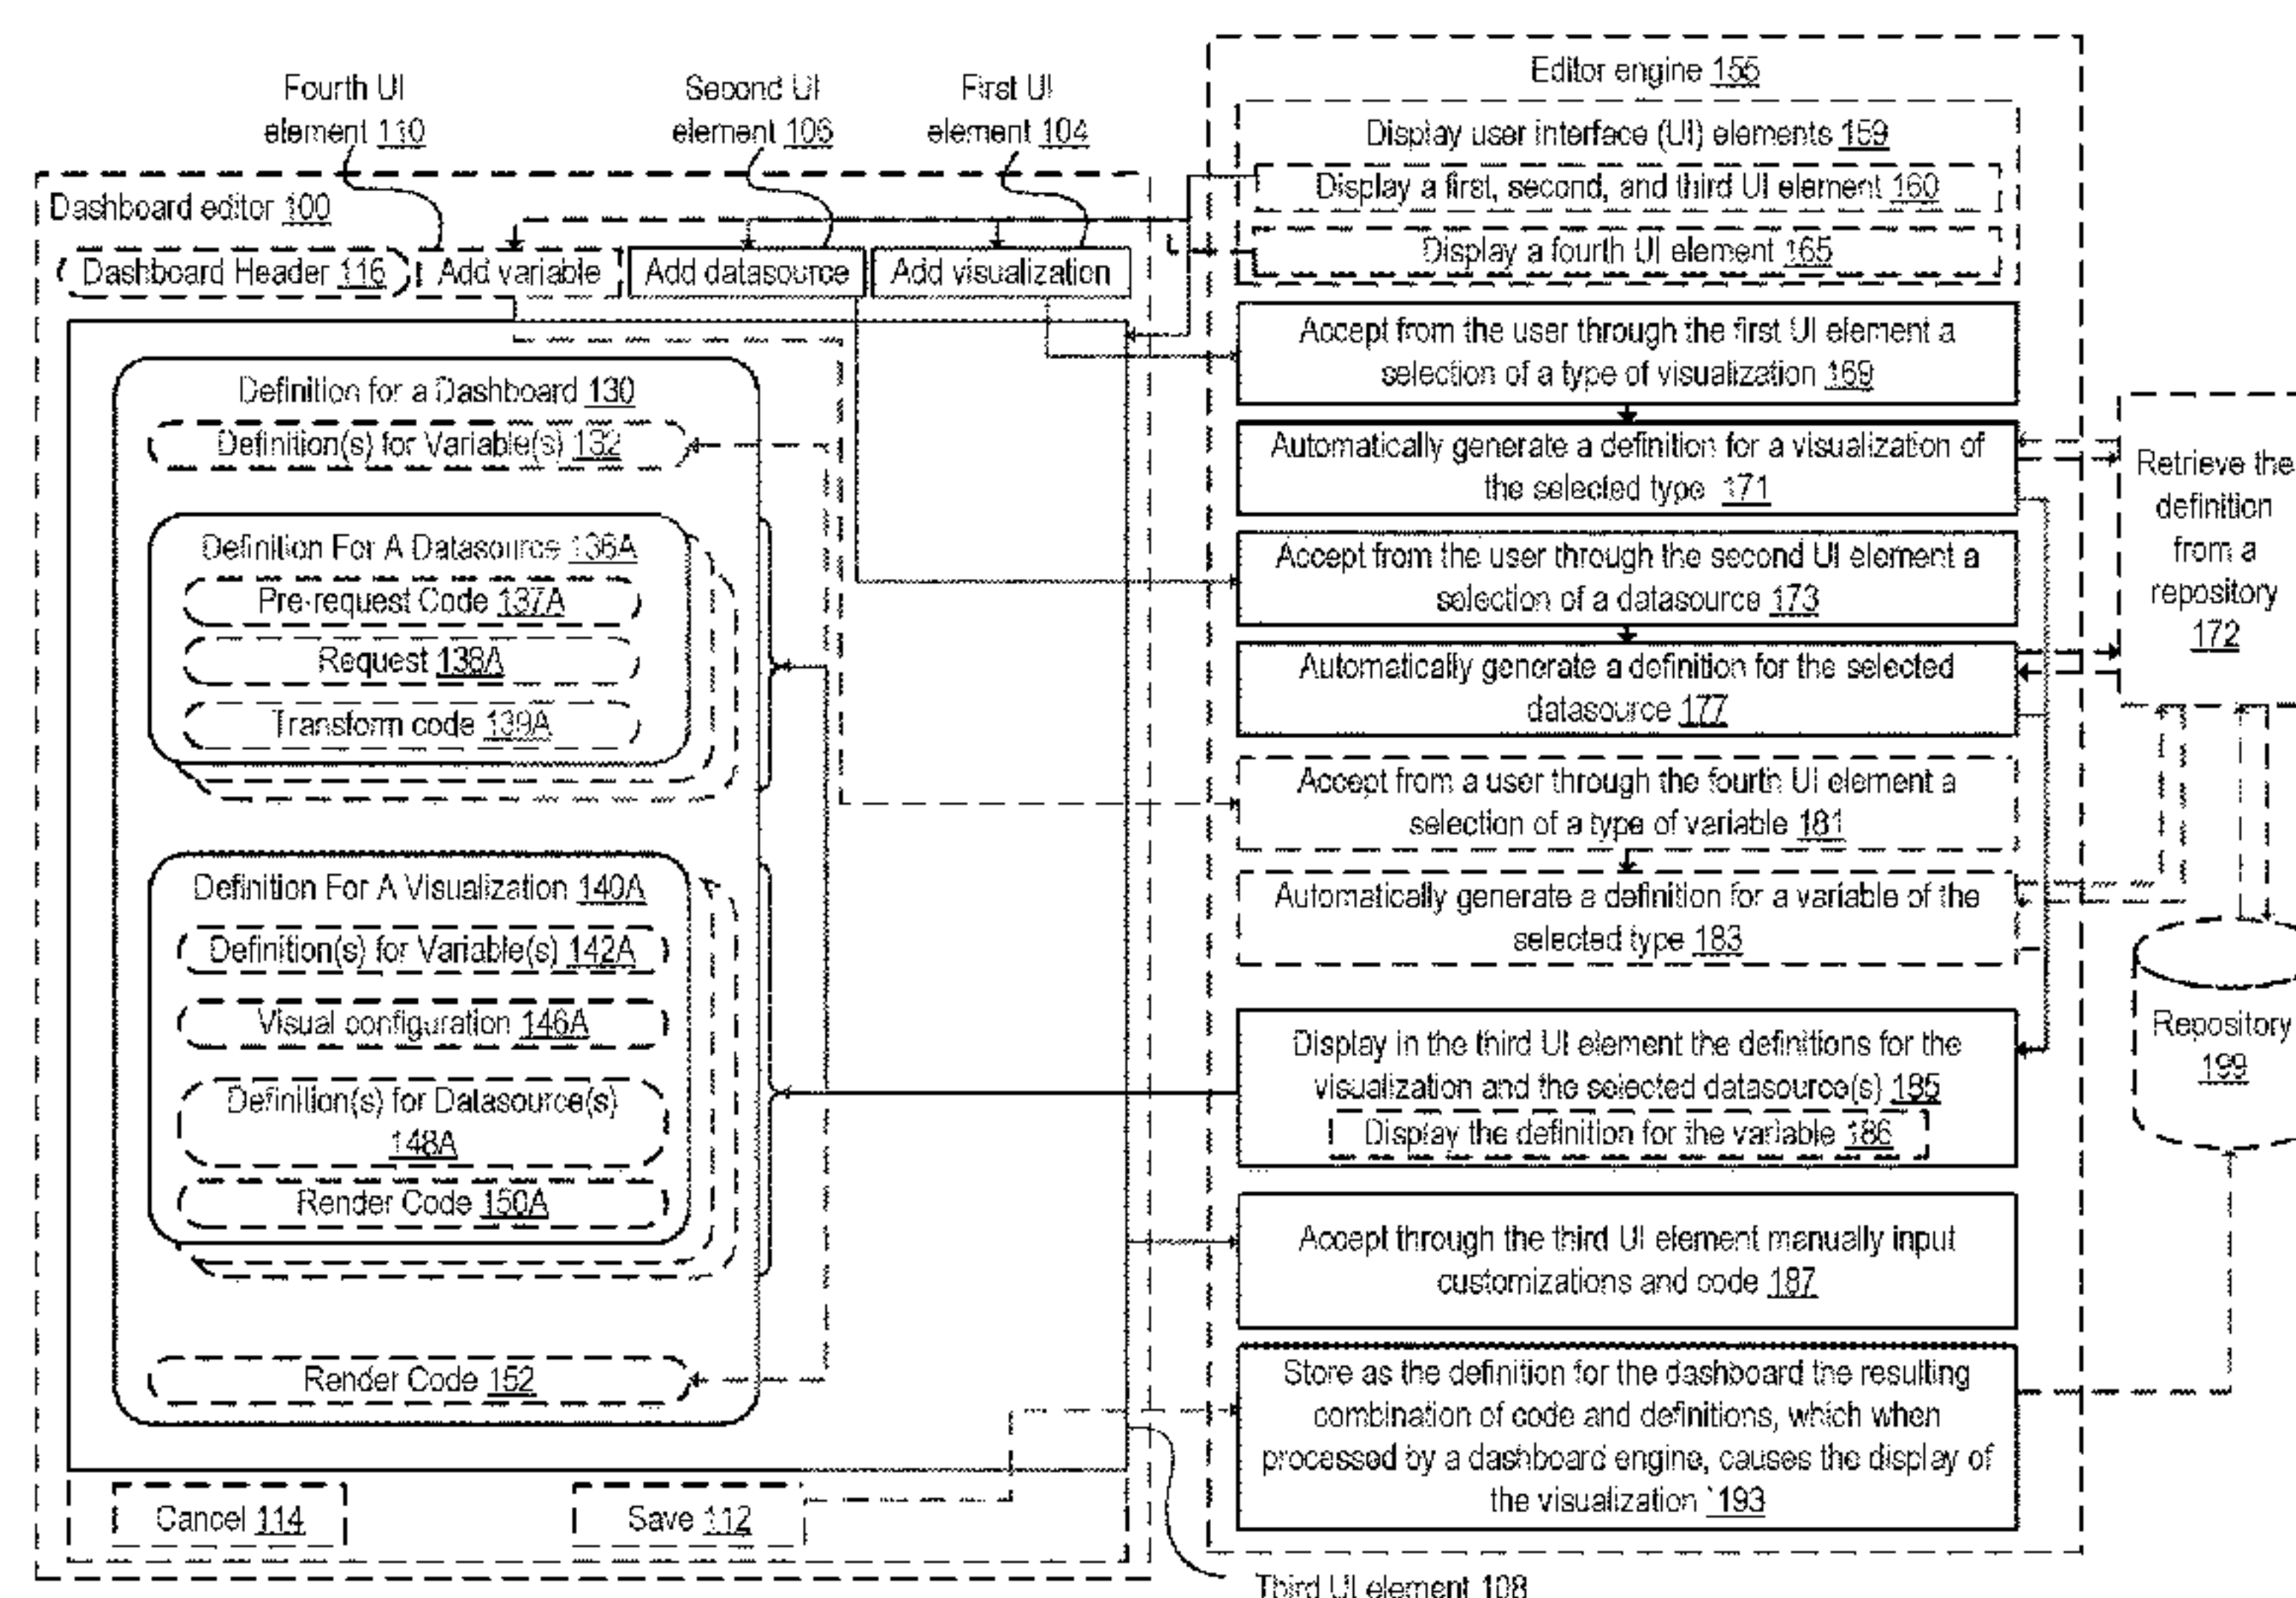 Fourth UI
element 110
Second UI
element 106
First UI
element 104
Dashboard editor 100
Dashboard Header 116
Add variable
Add datasource
Add visualization
Definition for a Dashboard 130
Definition(s) for Variable(s) 132
Definition For A Datasource 136A
Pre-request Code 137A
Request 138A
Transform code 139A
Definition For A Visualization 140A
Definition(s) for Variable(s) 142A
Visual configuration 146A
Definition(s) for Datasource(s)
148A
Render Code 150A
Render Code 152
Cancel 114
Save 112
Third UI element 108
Editor engine 155
Display user interface (UI) elements 159
Display a first, second, and third UI element 160
Display a fourth UI element 165
Accept from the user through the first UI element a
selection of a type of visualization 169
Automatically generate a definition for a visualization of
the selected type 171
Accept from the user through the second UI element a
selection of a datasource 173
Automatically generate a definition for the selected
datasource 177
Accept from a user through the fourth UI element a
selection of a type of variable 181
Automatically generate a definition for a variable of the
selected type 183
Display in the third UI element the definitions for the
visualization and the selected datasource(s) 185
Display the definition for the variable 186
Accept through the third UI element manually input
customizations and code 187
Store as the definition for the dashboard the resulting
combination of code and definitions, which when
processed by a dashboard engine, causes the display of
the visualization 193
Retrieve the
definition
from a
repository
172
Repository
199